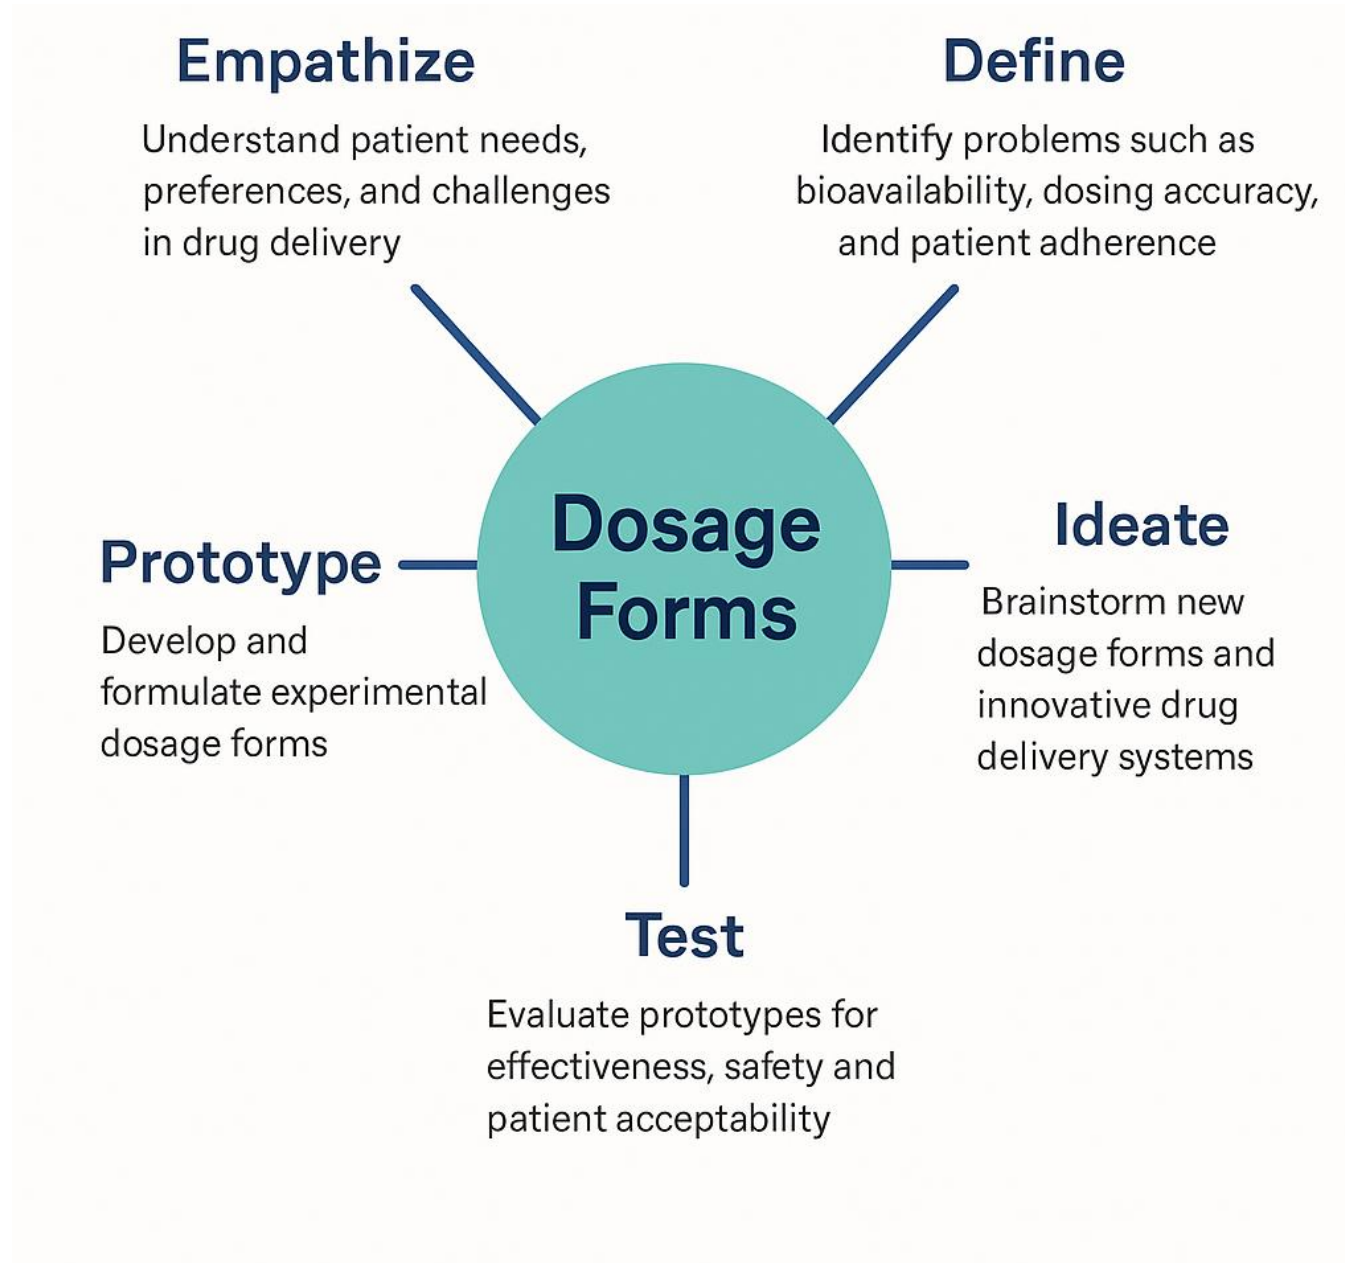 Empathize
Understand patient needs,
preferences, and challenges
in drug delivery
Define
Identify problems such as
bioavailability, dosing accuracy,
and patient adherence
Dosage
Forms
Ideate
Brainstorm new
dosage forms and
innovative drug
delivery systems
Prototype
Develop and
formulate experimental
dosage forms
Test
Evaluate prototypes for
effectiveness, safety and
patient acceptability